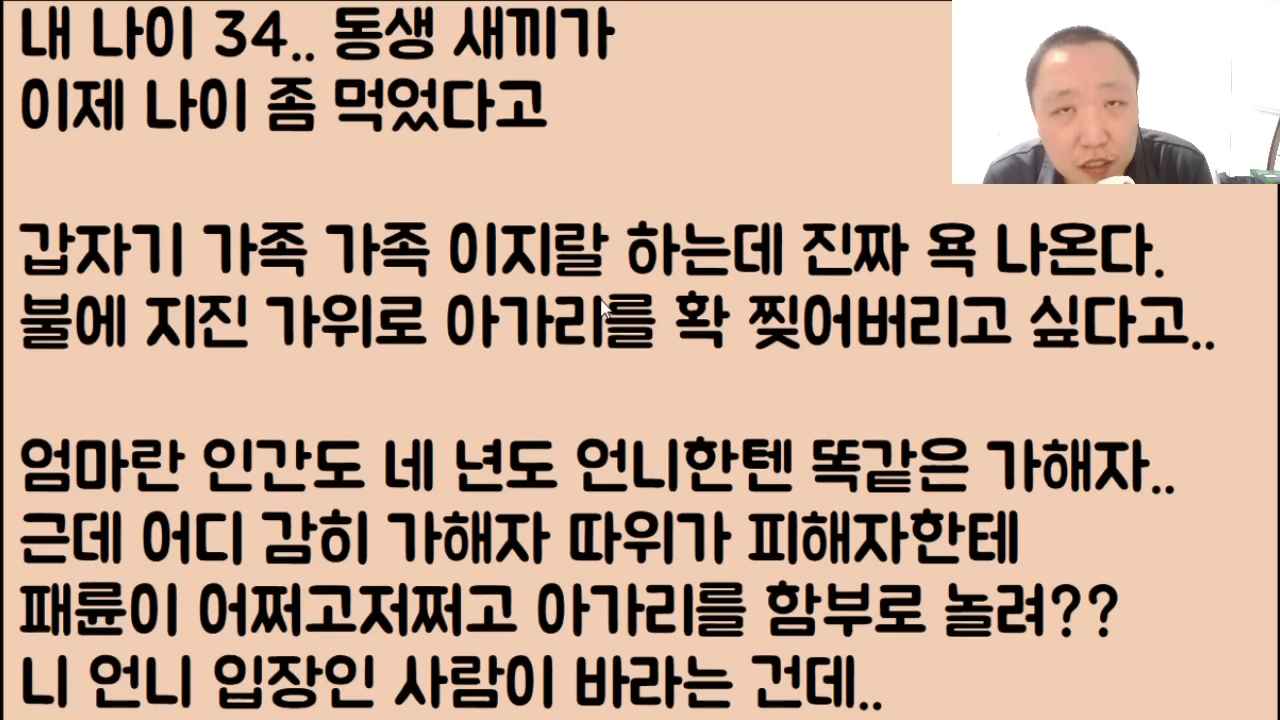 내 나이 34.. 동생 새끼가
이제 나이 좀 먹었다고
갑자기 가족 가족 이지랄 하는데 진짜 욕 나온다.
불에 지진 가위로 아가리를 확 찢어버리고 싶다고..
엄마란 인간도 네 년도 언니한텐 똑같은 가해자..
근데 어디 감히 가해자 따위가 피해자한테
패륜이 어쩌고저쩌고 아가리를 함부로 놀려??
니 언니 입장인 사람이 바라는 건데..